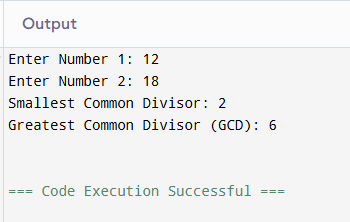 Output
Enter Number 1: 12
Enter Number 2: 18
Smallest Common Divisor: 2
Greatest Common Divisor (GCD): 6
=== Code Execution Successful ===